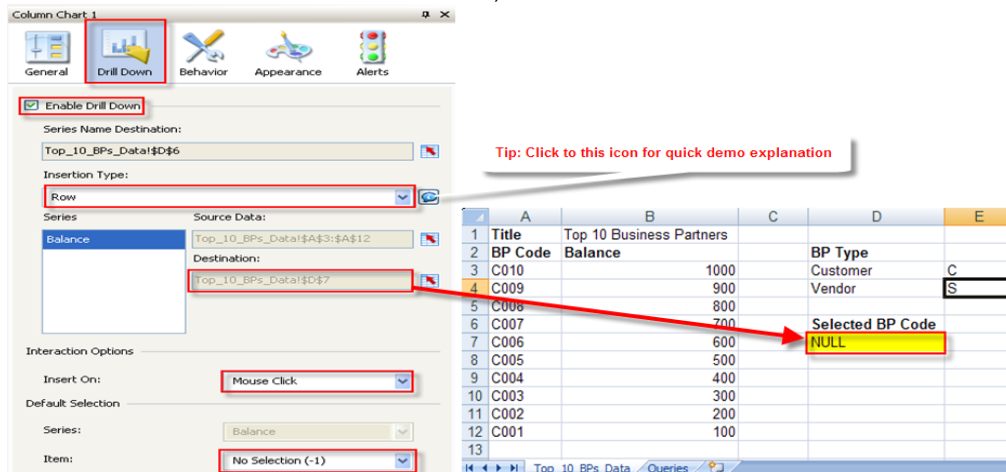 Column Chart 1
General Drill Down Behavior Appearance Alerts
Enable Drill Down
Series Name Destination:
Top_10_BPs_Data!$D$6
Insertion Type:
Row
Series Source Data:
Balance Top_10_BPs_Data!$A$3:$A$12
Destination:
Top_10_BPs_Data!$D$7
Interaction Options
Insert On: Mouse Click
Default Selection
Series: Balance
Item: No Selection (-1)
Tip: Click to this icon for quick demo explanation
A B C D E
1 Title Top 10 Business Partners
2 BP Code Balance BP Type
3 C010 1000 Customer C
4 C009 900 Vendor S
5 C008 800
6 C007 700 Selected BP Code
7 C006 600 NULL
8 C005 500
9 C004 400
10 C003 300
11 C002 200
12 C001 100
13
Top_10_BPs_Data Queries